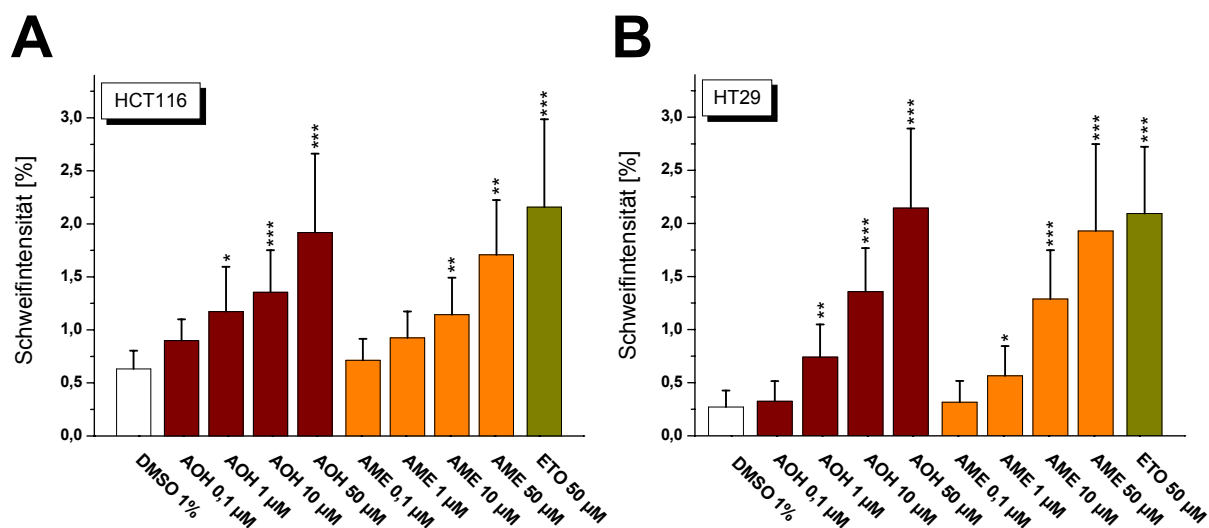 A
HCT116
Schweifintensität [%]
3,0
2,5
2,0
1,5
1,0
0,5
0,0
*
***
***
**
**
***
DMSO 1%
AOH 0,1 µM
AOH 1 µM
AOH 10 µM
AOH 50 µM
AME 0,1 µM
AME 1 µM
AME 10 µM
AME 50 µM
ETO 50 µM
B
HT29
Schweifintensität [%]
3,0
2,5
2,0
1,5
1,0
0,5
0,0
**
***
***
*
***
***
***
DMSO 1%
AOH 0,1 µM
AOH 1 µM
AOH 10 µM
AOH 50 µM
AME 0,1 µM
AME 1 µM
AME 10 µM
AME 50 µM
ETO 50 µM